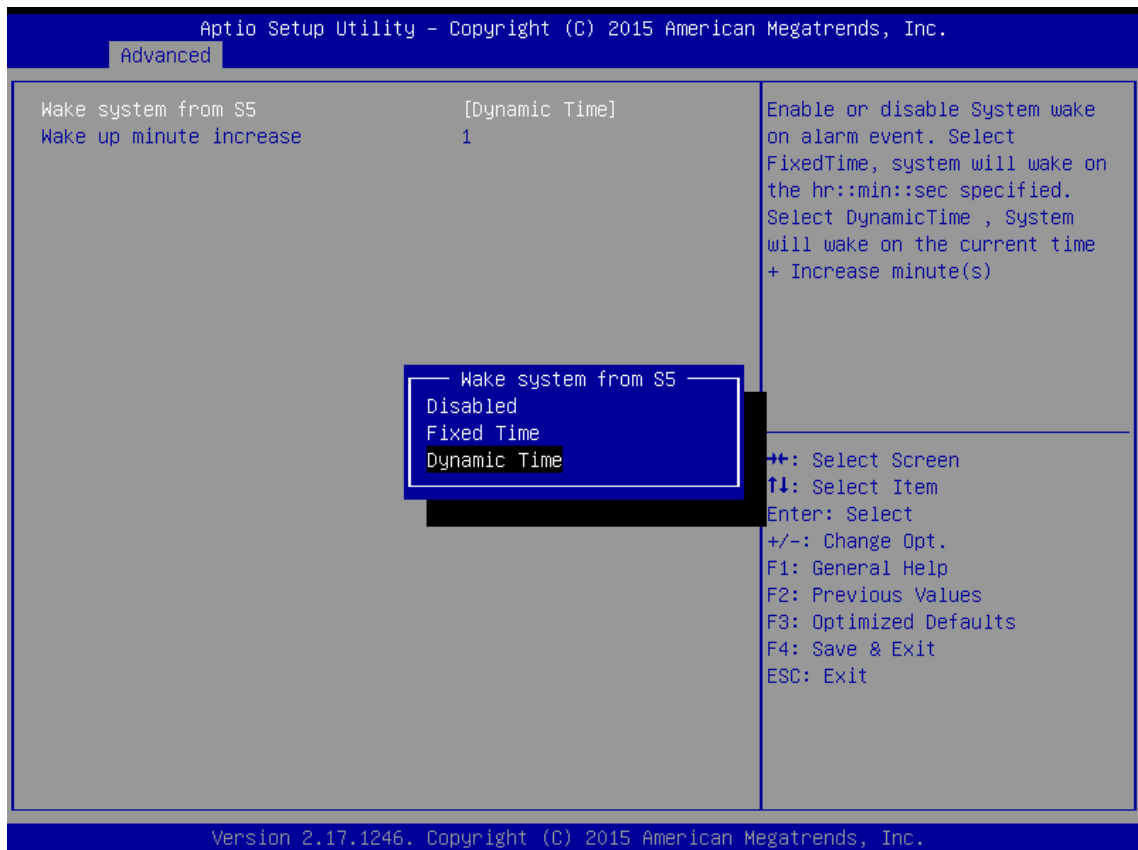 Aptio Setup Utility – Copyright (C) 2015 American Megatrends, Inc.
Advanced
Wake system from S5 [Dynamic Time]
Wake up minute increase 1
Enable or disable System wake
on alarm event. Select
FixedTime, system will wake on
the hr::min::sec specified.
Select DynamicTime , System
will wake on the current time
+ Increase minute(s)
Wake system from S5
Disabled
Fixed Time
Dynamic Time
→←: Select Screen
↑↓: Select Item
Enter: Select
+/-: Change Opt.
F1: General Help
F2: Previous Values
F3: Optimized Defaults
F4: Save & Exit
ESC: Exit
Version 2.17.1246. Copyright (C) 2015 American Megatrends, Inc.